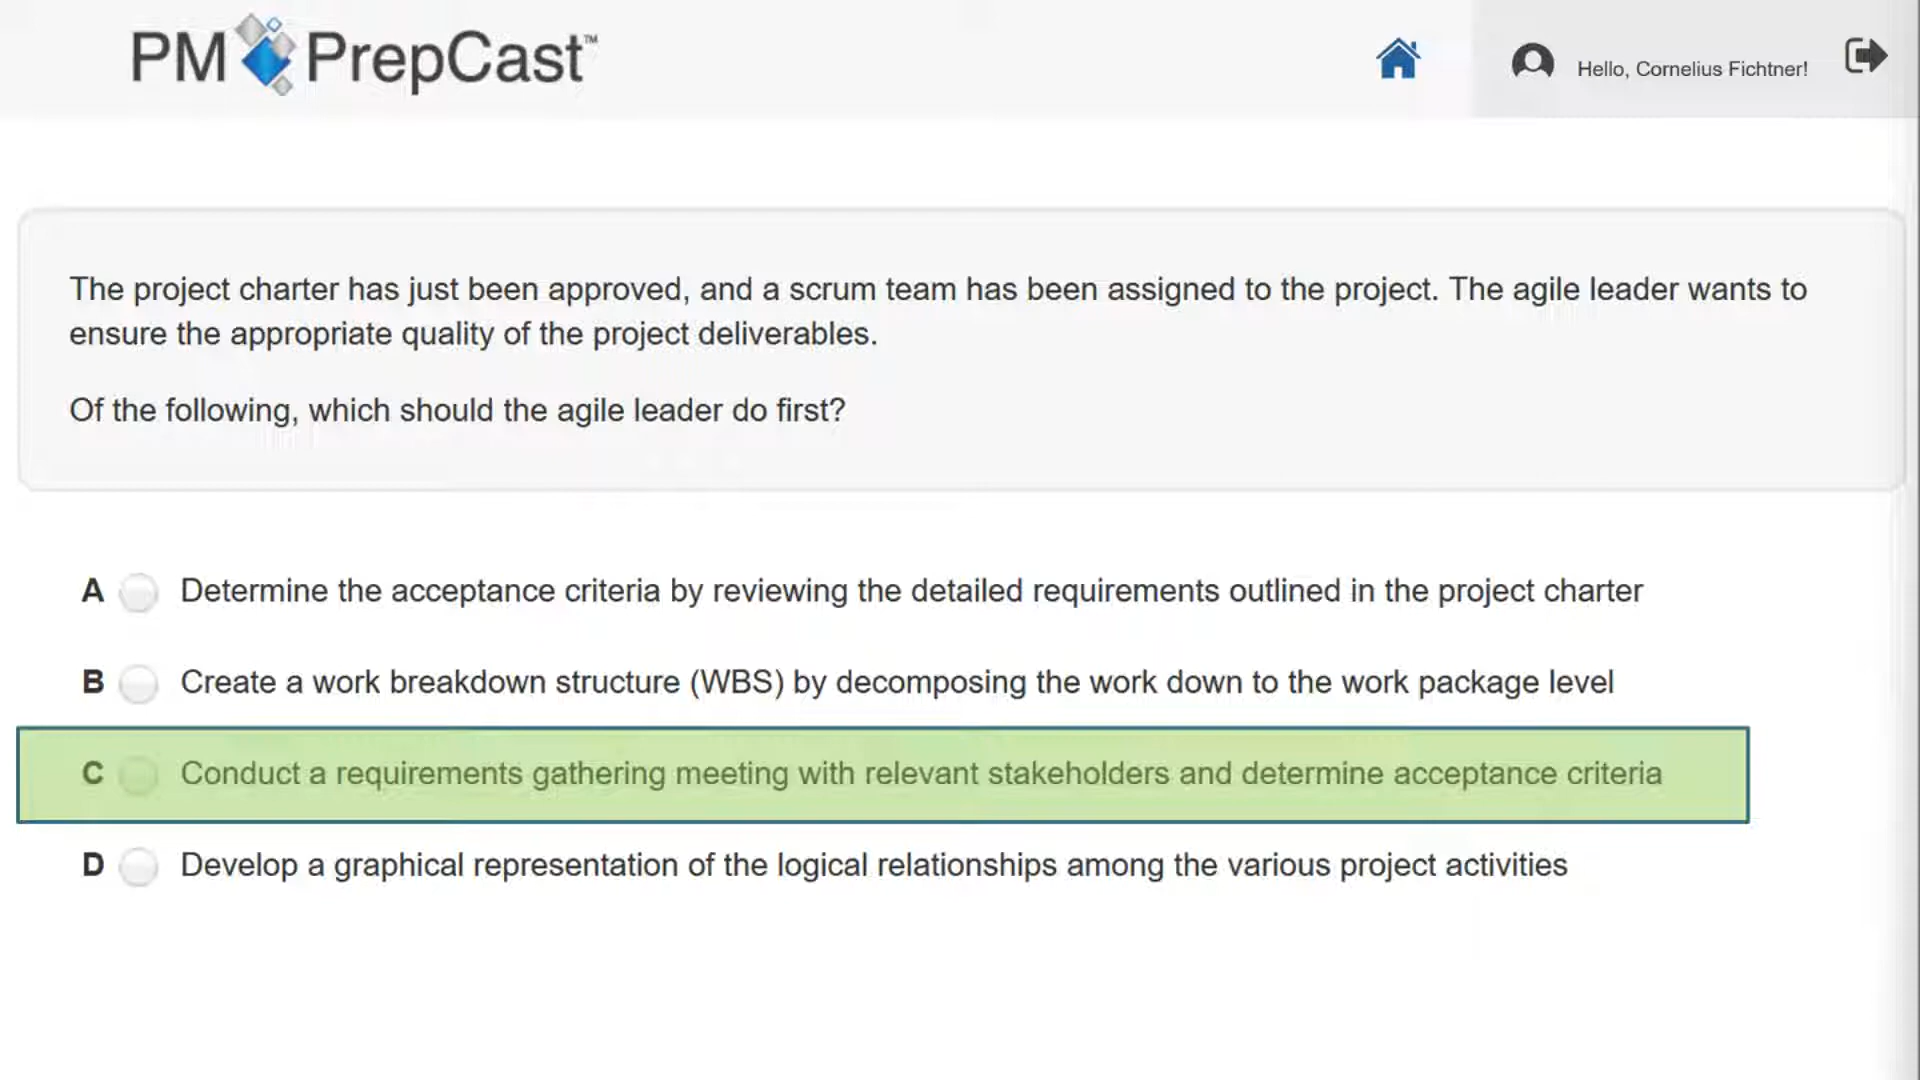 PM PrepCast™
Hello, Cornelius Fichtner!
The project charter has just been approved, and a scrum team has been assigned to the project. The agile leader wants to
ensure the appropriate quality of the project deliverables.
Of the following, which should the agile leader do first?
A Determine the acceptance criteria by reviewing the detailed requirements outlined in the project charter
B Create a work breakdown structure (WBS) by decomposing the work down to the work package level
C Conduct a requirements gathering meeting with relevant stakeholders and determine acceptance criteria
D Develop a graphical representation of the logical relationships among the various project activities